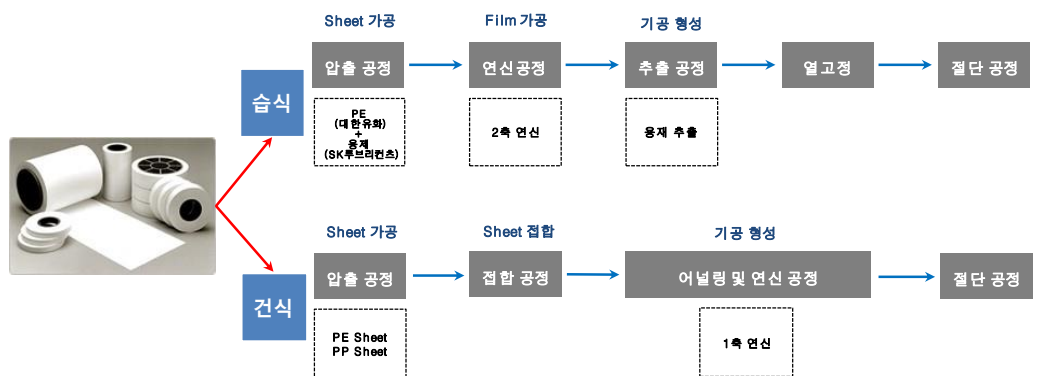 Sheet 가공
Film 가공
기공 형성
습식
압출 공정
연신공정
추출 공정
열고정
절단 공정
PE
(대한유화)
+
용제
(SK루브리컨츠)
2축 연신
용재 추출
Sheet 가공
Sheet 접합
기공 형성
건식
압출 공정
접합 공정
어널링 및 연신 공정
절단 공정
PE Sheet
PP Sheet
1축 연신